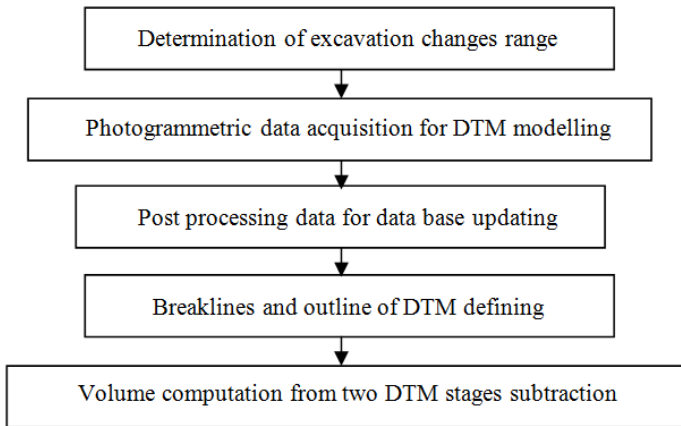 Determination of excavation changes range
Photogrammetric data acquisition for DTM modelling
Post processing data for data base updating
Breaklines and outline of DTM defining
Volume computation from two DTM stages subtraction